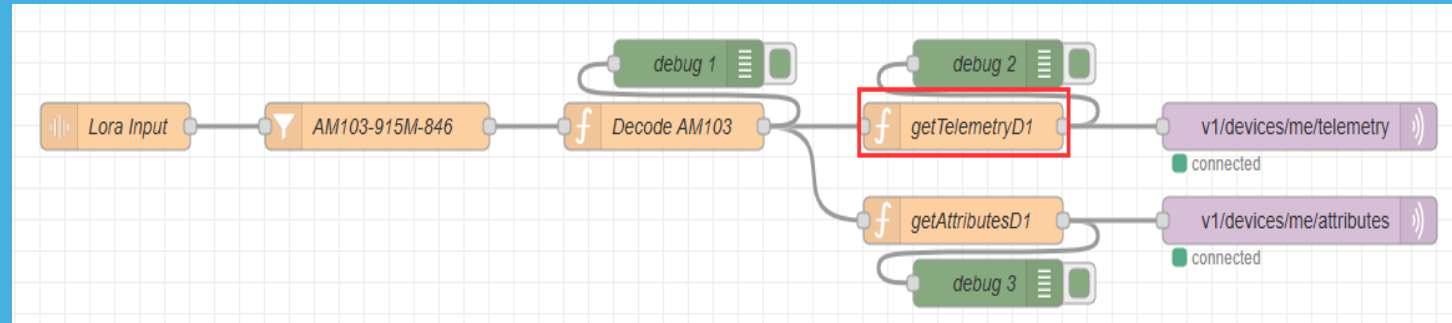 debug 1
debug 2
Lora Input
AM103-915M-846
Decode AM103
getTelemetryD1
v1/devices/me/telemetry
connected
getAttributesD1
v1/devices/me/attributes
connected
debug 3